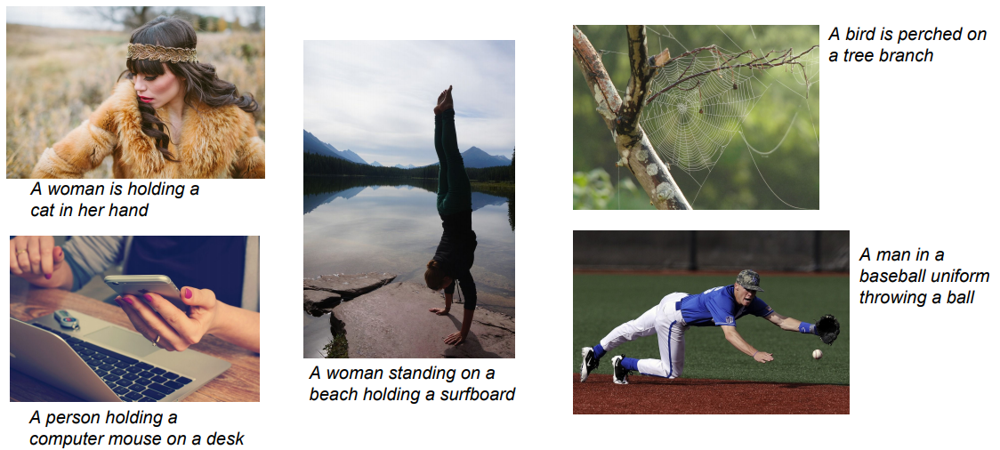 A woman is holding a
cat in her hand
A person holding a
computer mouse on a desk
A woman standing on a
beach holding a surfboard
A bird is perched on
a tree branch
A man in a
baseball uniform
throwing a ball